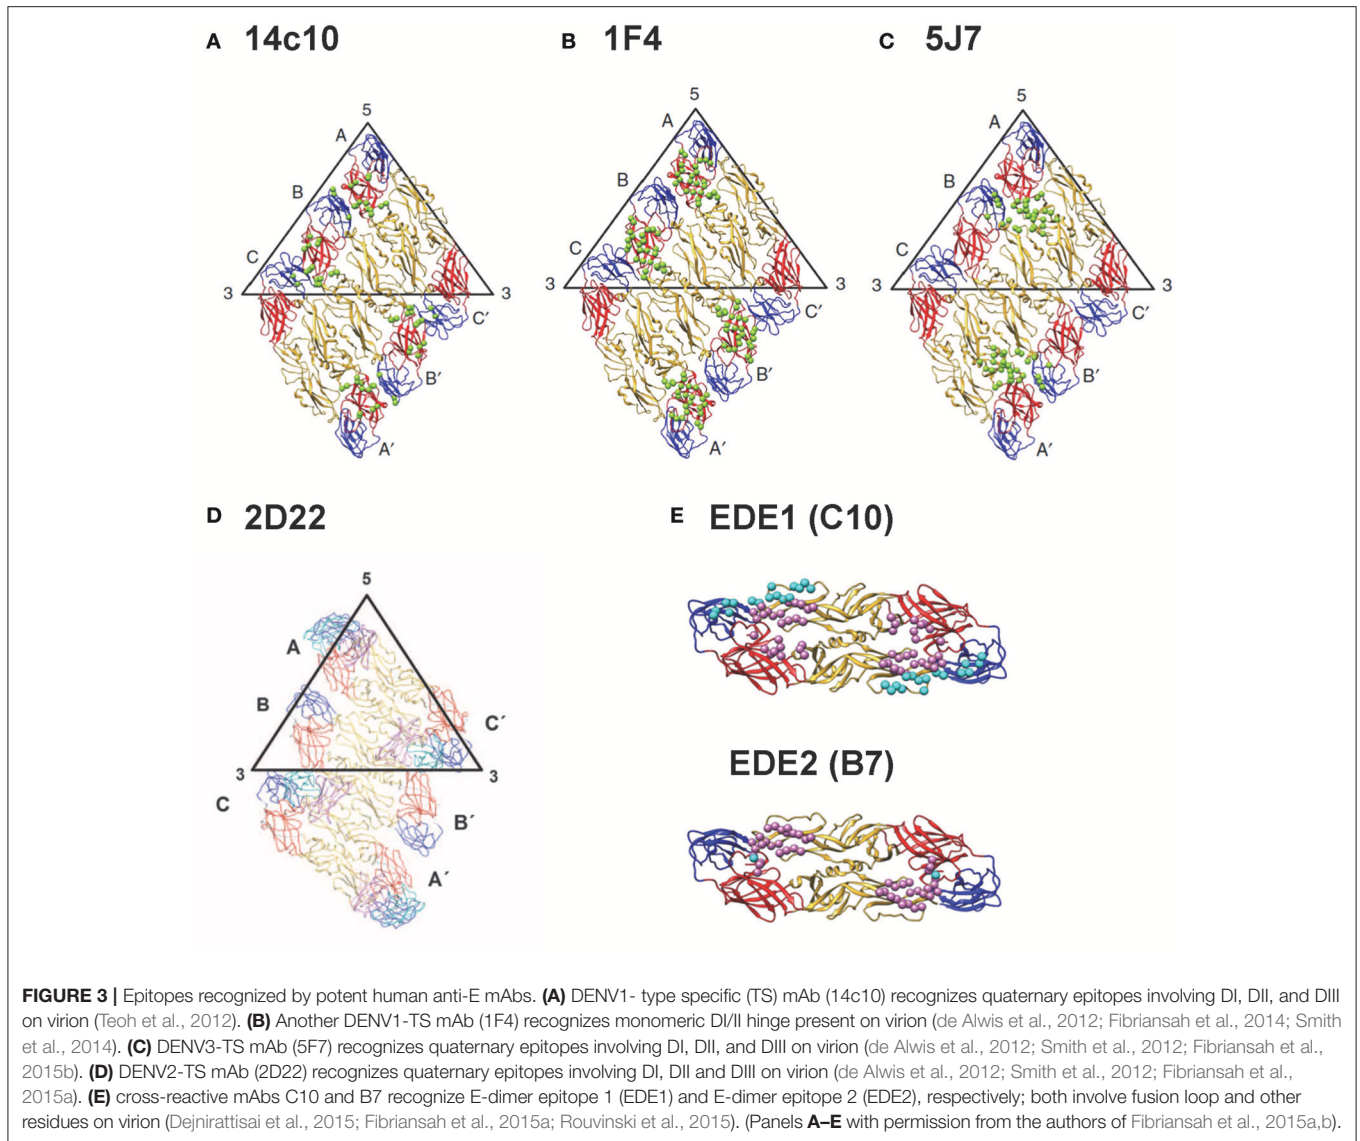 A 14c10
B 1F4
C 5J7
5
A
B
C
3
3
C′
B′
A′
5
A
B
C
3
3
C′
B′
A′
5
A
B
C
3
3
C′
B′
A′
D 2D22
E EDE1 (C10)
5
A
B
C´
3
3
C
B´
A´
EDE2 (B7)
FIGURE 3 | Epitopes recognized by potent human anti-E mAbs. (A) DENV1- type specific (TS) mAb (14c10) recognizes quaternary epitopes involving DI, DII, and DIII
on virion (Teoh et al., 2012). (B) Another DENV1-TS mAb (1F4) recognizes monomeric DI/II hinge present on virion (de Alwis et al., 2012; Fibriansah et al., 2014; Smith
et al., 2014). (C) DENV3-TS mAb (5F7) recognizes quaternary epitopes involving DI, DII, and DIII on virion (de Alwis et al., 2012; Smith et al., 2012; Fibriansah et al.,
2015b). (D) DENV2-TS mAb (2D22) recognizes quaternary epitopes involving DI, DII and DIII on virion (de Alwis et al., 2012; Smith et al., 2012; Fibriansah et al.,
2015a). (E) cross-reactive mAbs C10 and B7 recognize E-dimer epitope 1 (EDE1) and E-dimer epitope 2 (EDE2), respectively; both involve fusion loop and other
residues on virion (Dejnirattisai et al., 2015; Fibriansah et al., 2015a; Rouvinski et al., 2015). (Panels A–E with permission from the authors of Fibriansah et al., 2015a,b).